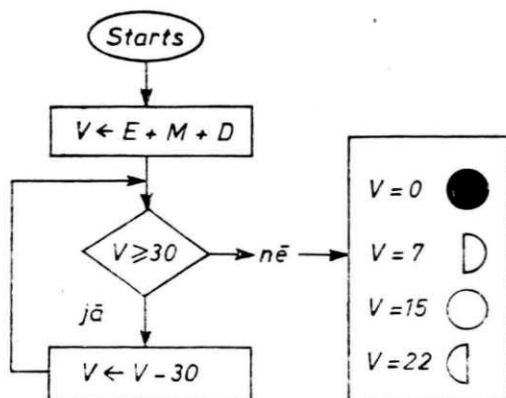 Starts
V ← E + M + D
V ≥ 30
nē
jā
V ← V - 30
V = 0
V = 7
V = 15
V = 22